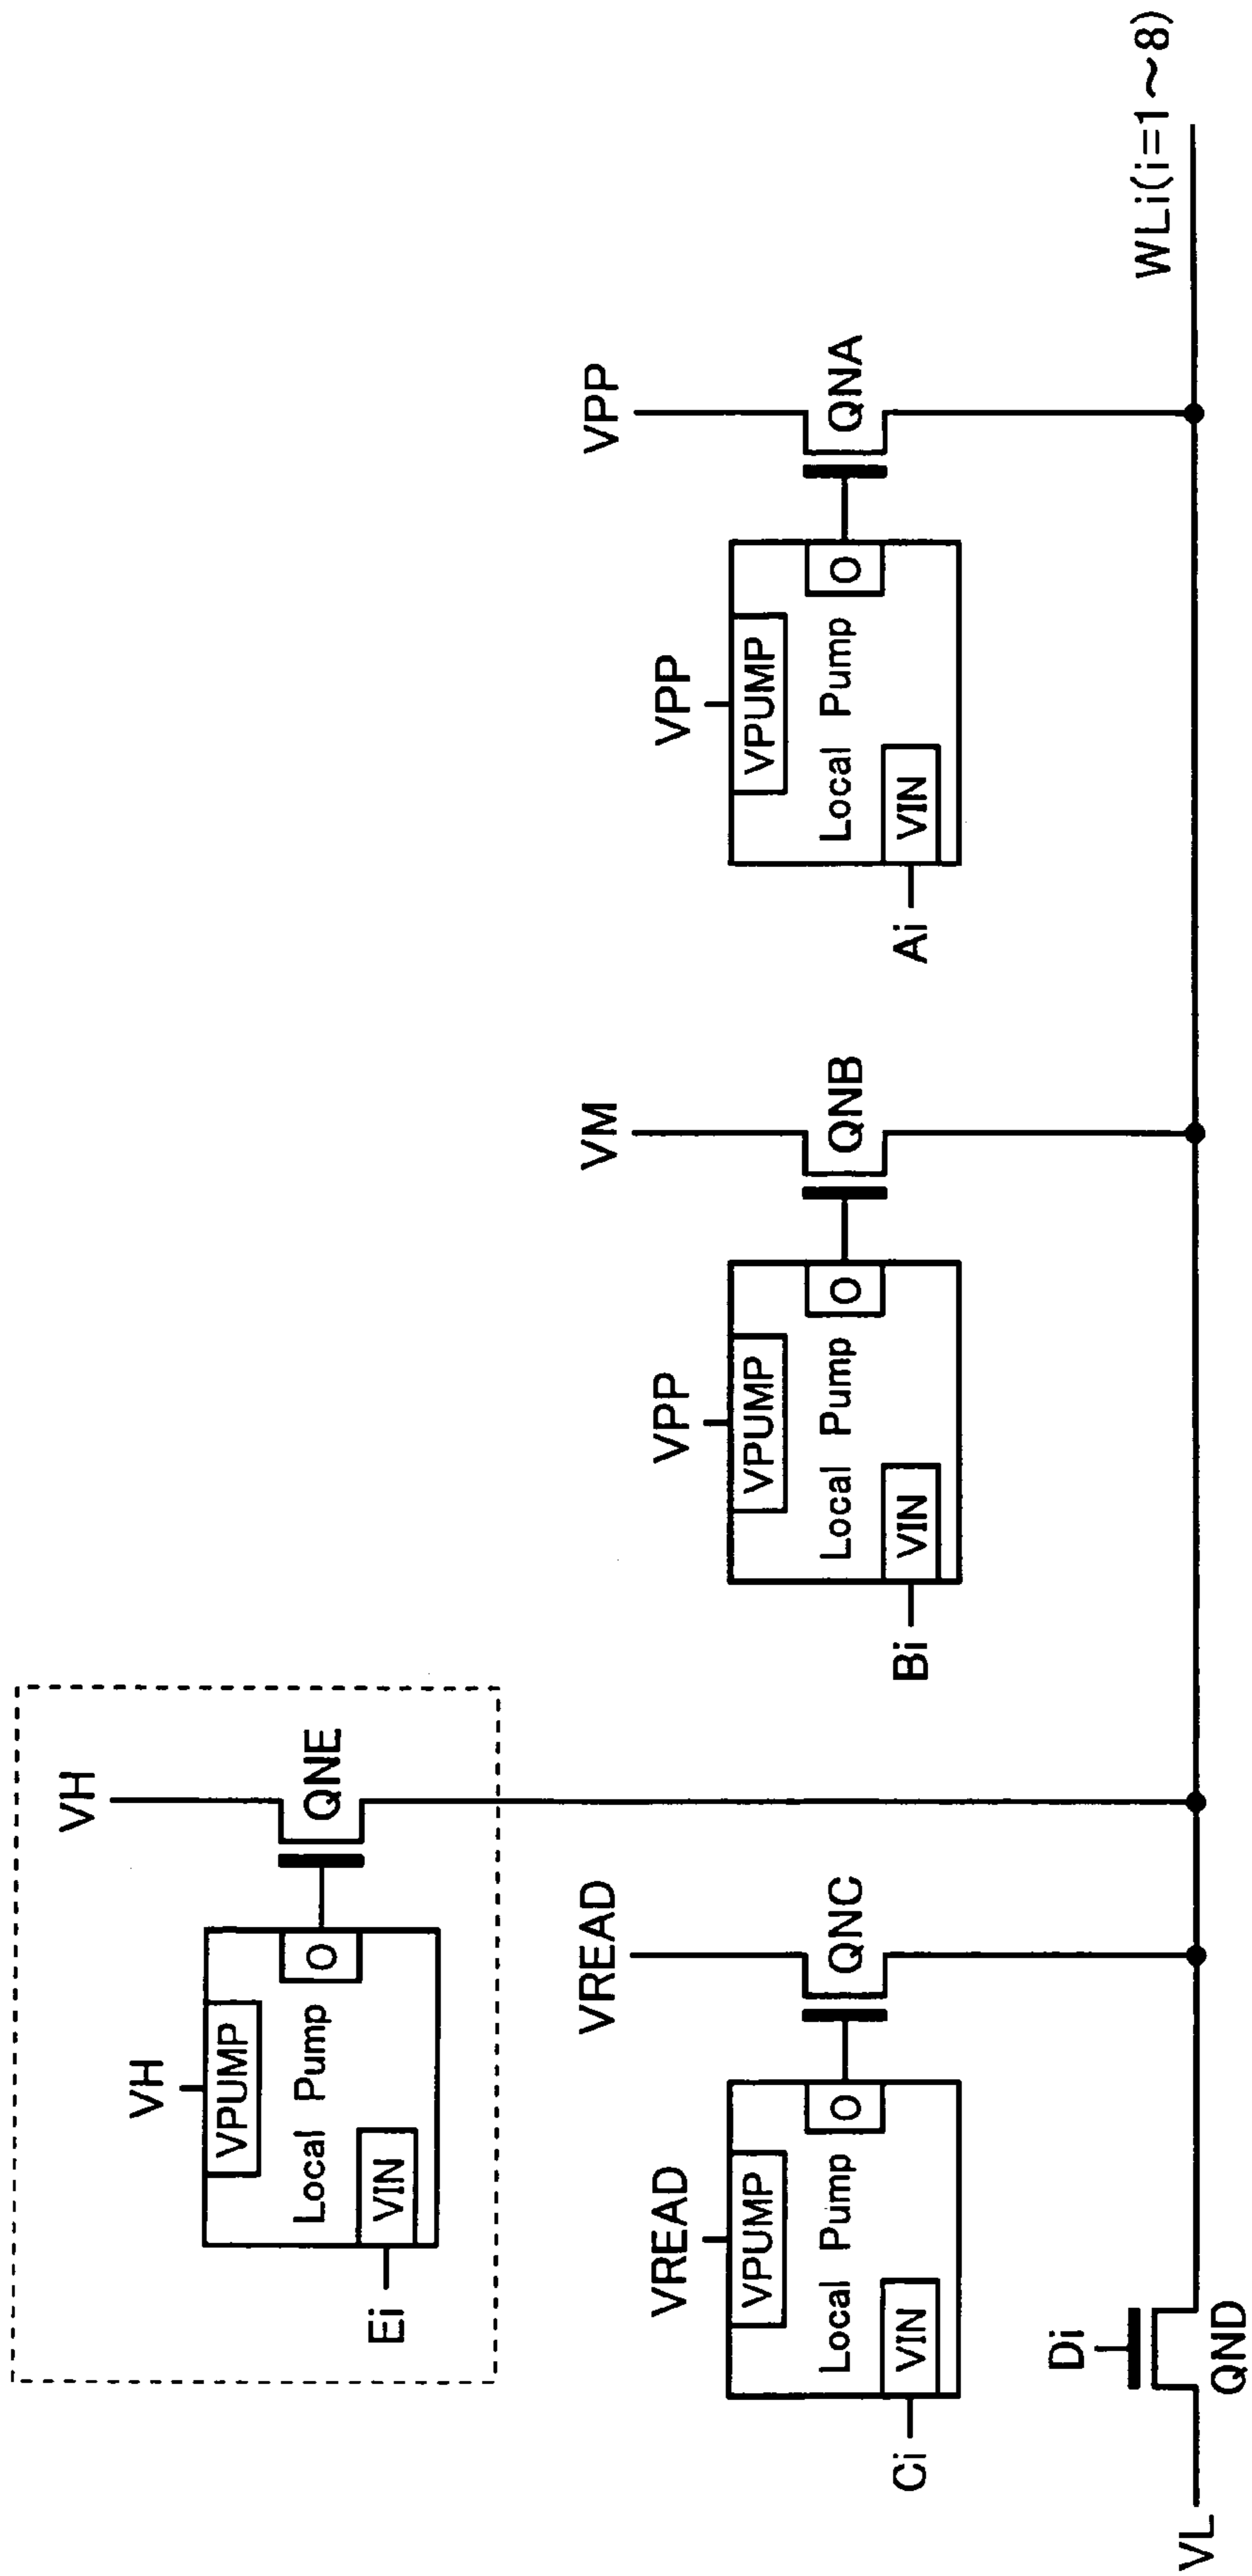 VH
VH
VPUMP
Local Pump
O
VIN
Ei
QNE
VREAD
VREAD
VPUMP
Local Pump
O
VIN
Ci
QNC
VM
VPP
VPUMP
Local Pump
O
VIN
Bi
QNB
VPP
VPP
VPUMP
Local Pump
O
VIN
Ai
QNA
Di
QND
VL
WLi(i=1～8)